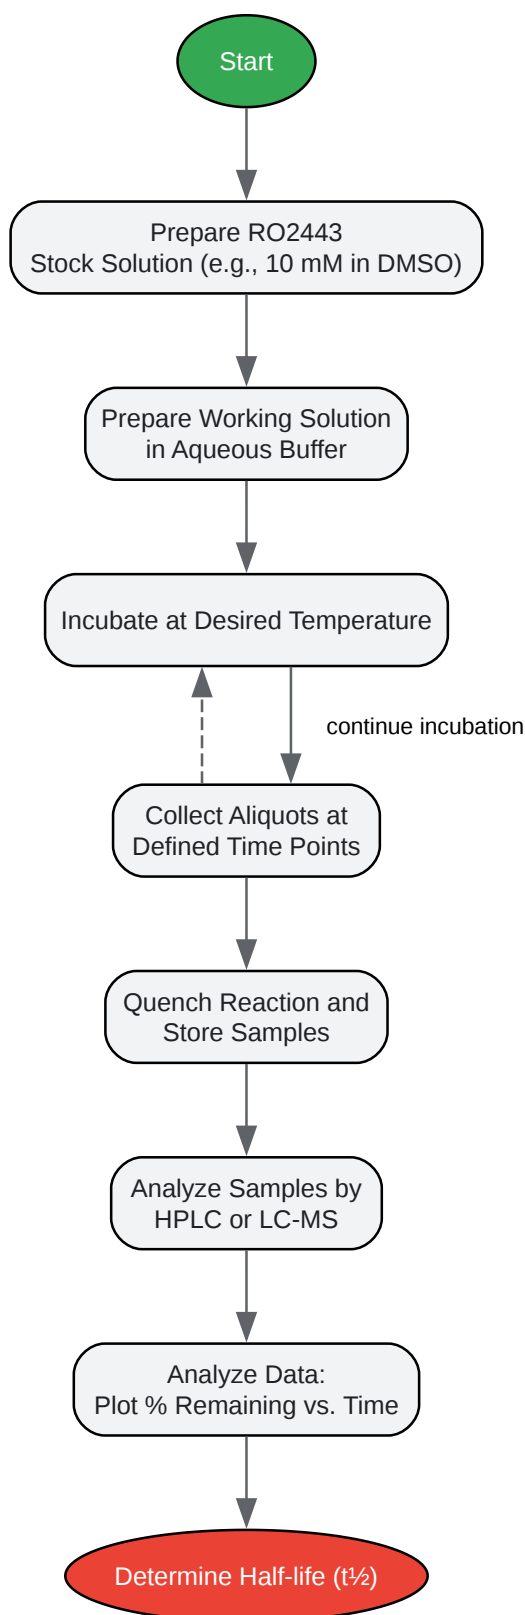 Start
Prepare RO2443
Stock Solution (e.g., 10 mM in DMSO)
Prepare Working Solution
in Aqueous Buffer
Incubate at Desired Temperature
continue incubation
Collect Aliquots at
Defined Time Points
Quench Reaction and
Store Samples
Analyze Samples by
HPLC or LC-MS
Analyze Data:
Plot % Remaining vs. Time
Determine Half-life (t½)